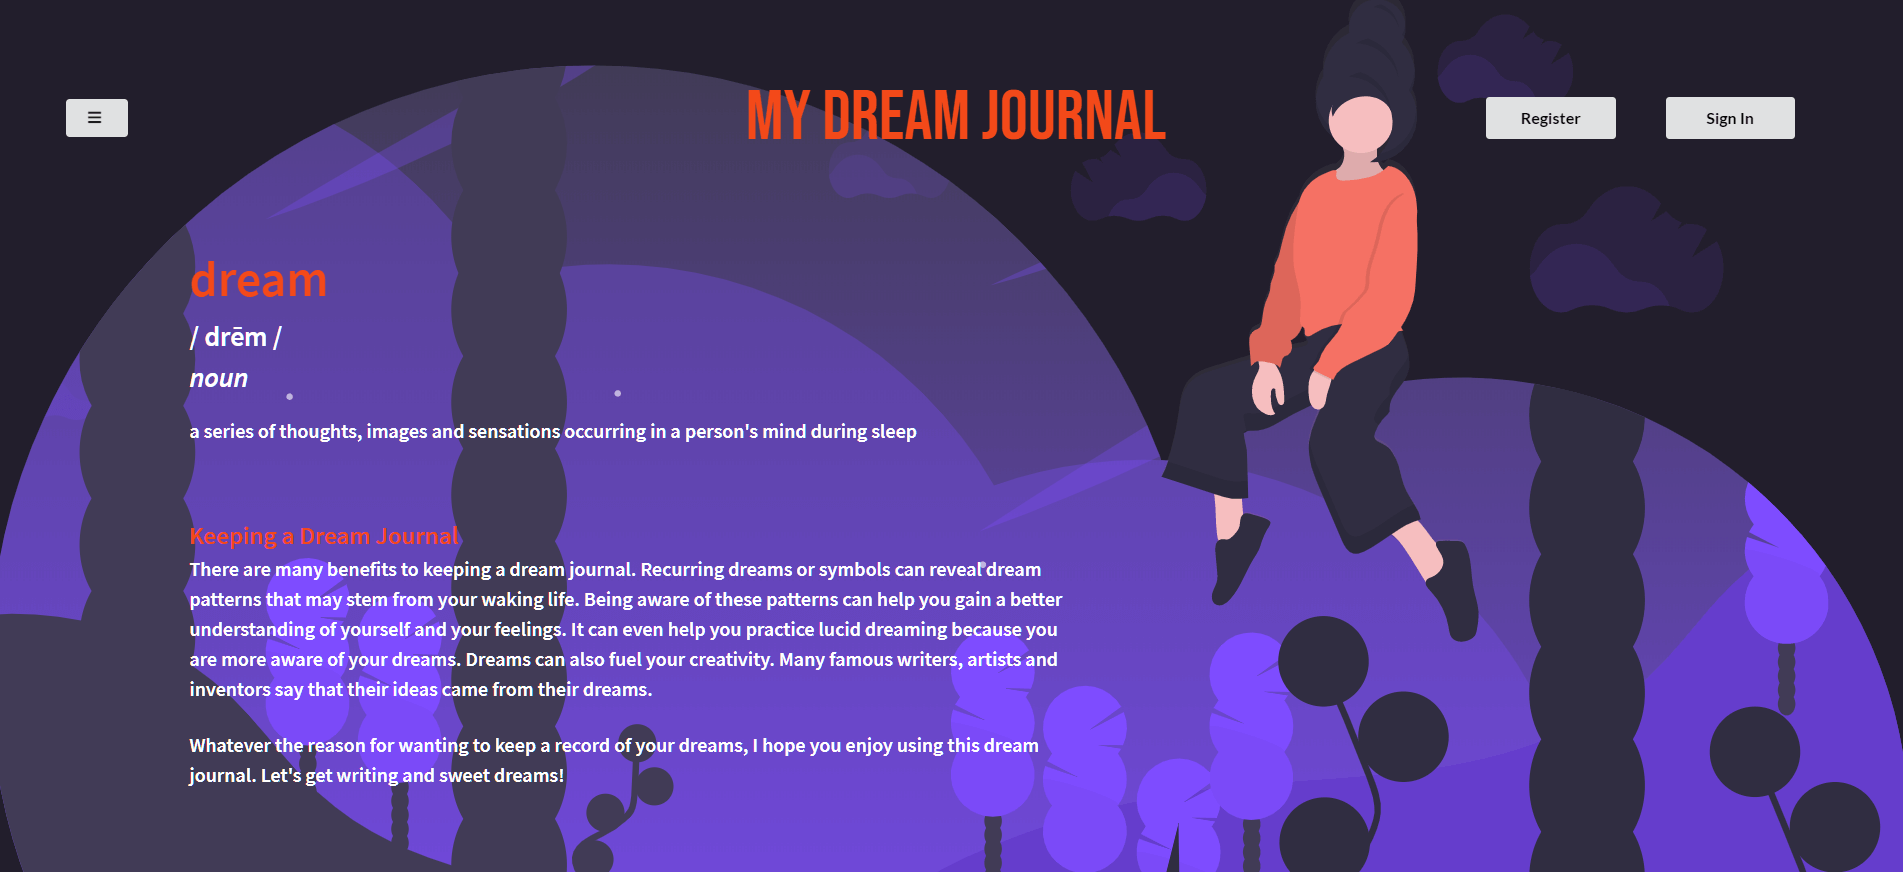 MY DREAM JOURNAL
Register
Sign In
dream
/ drēm /
noun
a series of thoughts, images and sensations occurring in a person's mind during sleep
Keeping a Dream Journal
There are many benefits to keeping a dream journal. Recurring dreams or symbols can reveal dream
patterns that may stem from your waking life. Being aware of these patterns can help you gain a better
understanding of yourself and your feelings. It can even help you practice lucid dreaming because you
are more aware of your dreams. Dreams can also fuel your creativity. Many famous writers, artists and
inventors say that their ideas came from their dreams.
Whatever the reason for wanting to keep a record of your dreams, I hope you enjoy using this dream
journal. Let's get writing and sweet dreams!